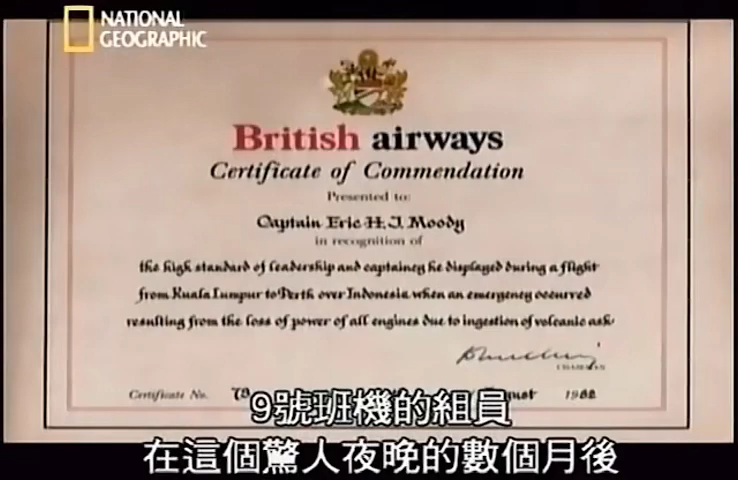 NATIONAL
GEOGRAPHIC
British airways
Certificate of Commendation
Presented to:
Captain Eric H. J. Moody
in recognition of
the high standard of leadership and captaincy he displayed during a flight
from Kuala Lumpur to Perth over Indonesia when an emergency occurred
resulting from the loss of power of all engines due to ingestion of volcanic ash
CHAIRMAN
Certificate No. 1982
9號班機的組員
在這個驚人夜晚的數個月後